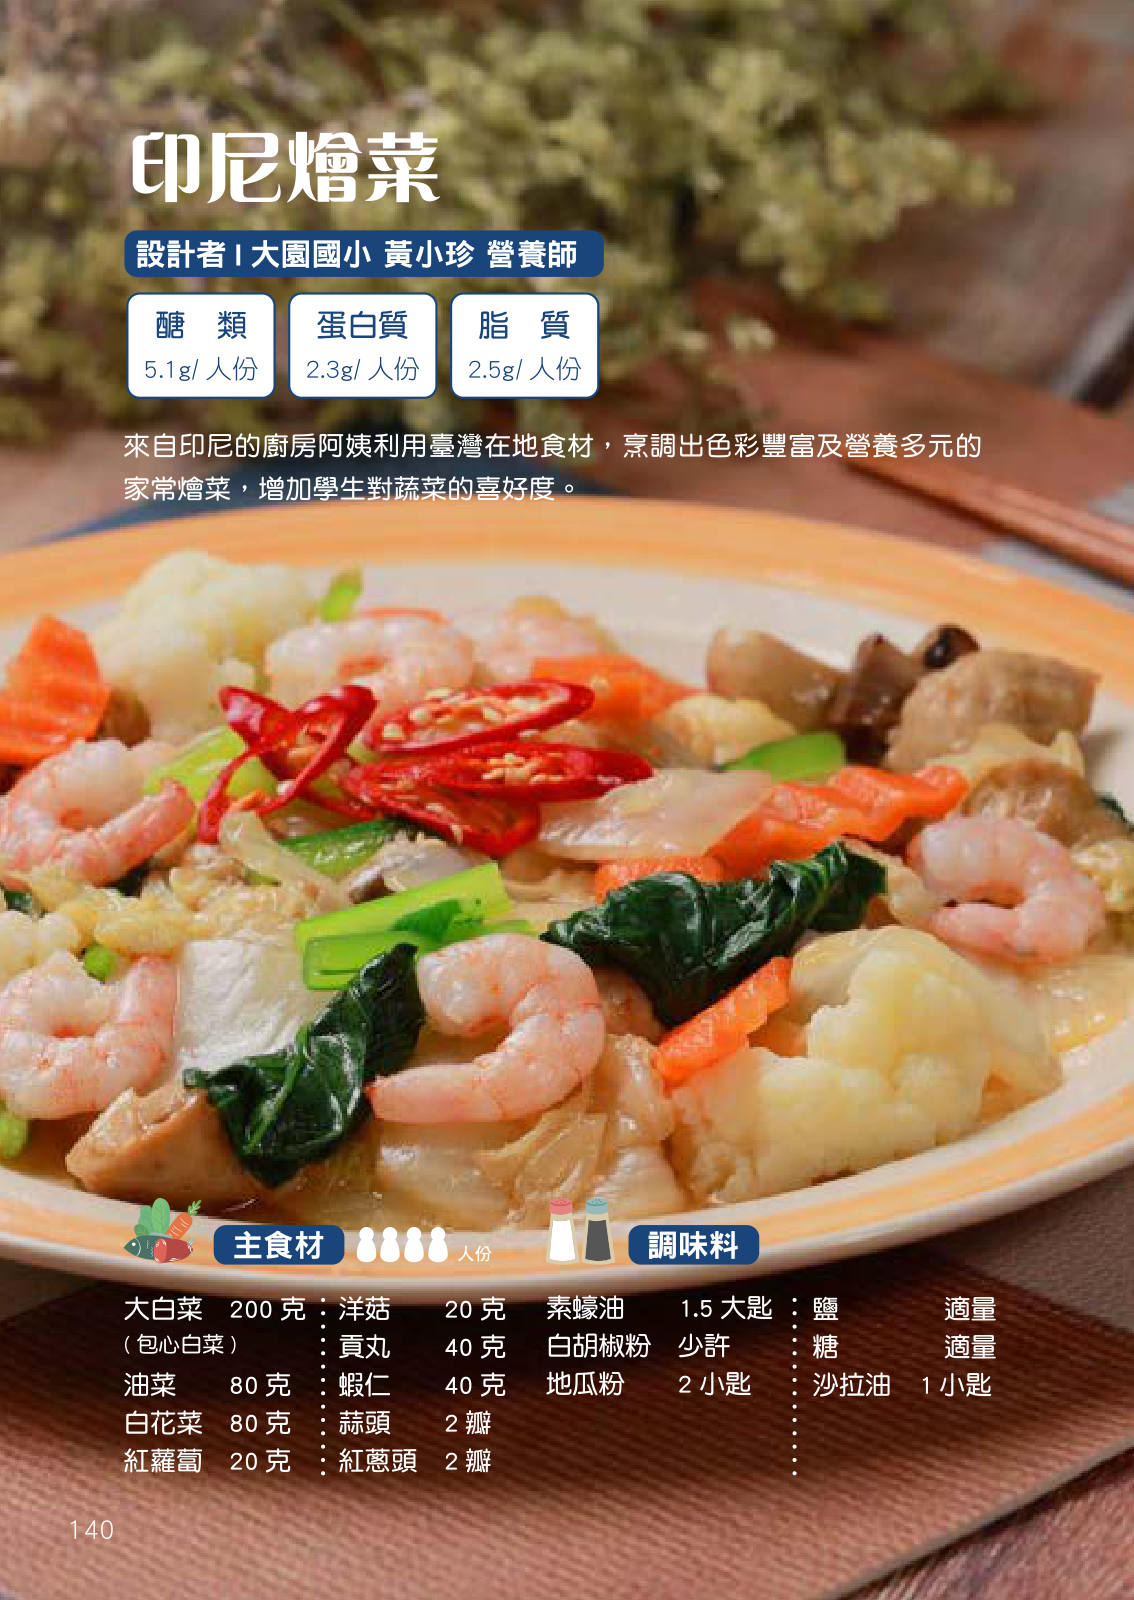 印尼燴菜
設計者 | 大園國小 黃小珍 營養師
醣 類 蛋白質 脂 質
5.1g/ 人份 2.3g/ 人份 2.5g/ 人份
來自印尼的廚房阿姨利用臺灣在地食材，烹調出色彩豐富及營養多元的
家常燴菜，增加學生對蔬菜的喜好度。
主食材 人份
大白菜 200 克
(包心白菜)
油菜 80 克
白花菜 80 克
紅蘿蔔 20 克
洋菇 20 克
貢丸 40 克
蝦仁 40 克
蒜頭 2 瓣
紅蔥頭 2 瓣
調味料
素蠔油 1.5 大匙
白胡椒粉 少許
地瓜粉 2 小匙
鹽 適量
糖 適量
沙拉油 1 小匙
140